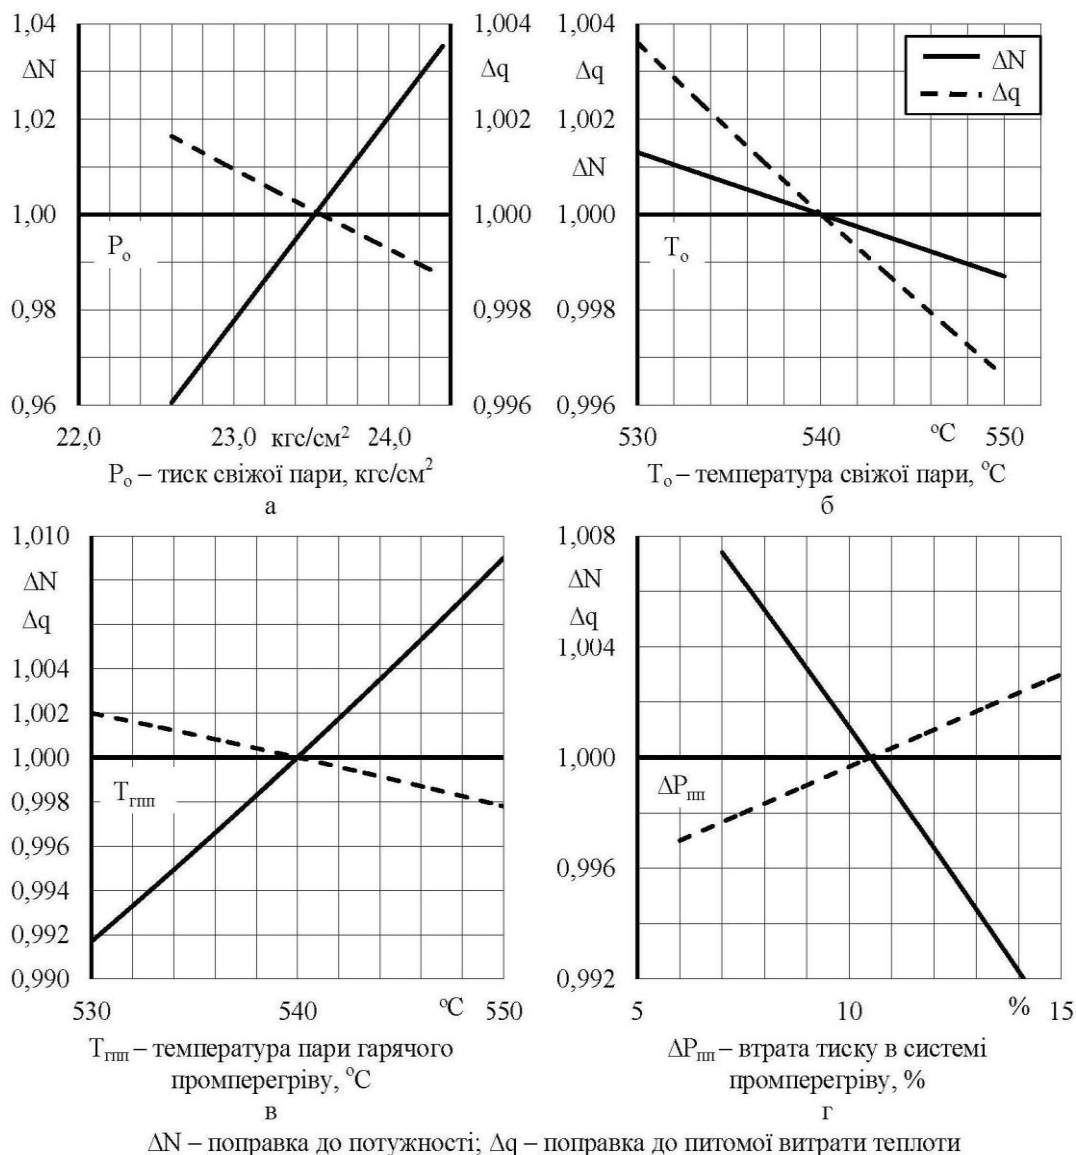 1,04
ΔN
1,02
1,00
0,98
0,96
Pₒ
1,004
Δq
1,002
1,000
0,998
0,996
22,0 23,0 кгс/см² 24,0
Pₒ – тиск свіжої пари, кгс/см²
а
1,004
Δq
1,002
ΔN
1,000
0,998
0,996
Tₒ
ΔN
Δq
530 540 °C 550
Tₒ – температура свіжої пари, °C
б
1,010
ΔN
Δq
1,004
1,002
1,000
0,998
0,996
0,994
0,992
0,990
Tгпп
530 540 °C 550
Tгпп – температура пари гарячого
промперегріву, °C
в
1,008
ΔN
Δq
1,004
1,000
0,996
0,992
ΔPпп
5 10 % 15
ΔPпп – втрата тиску в системі
промперегріву, %
г
ΔN – поправка до потужності; Δq – поправка до питомої витрати теплоти